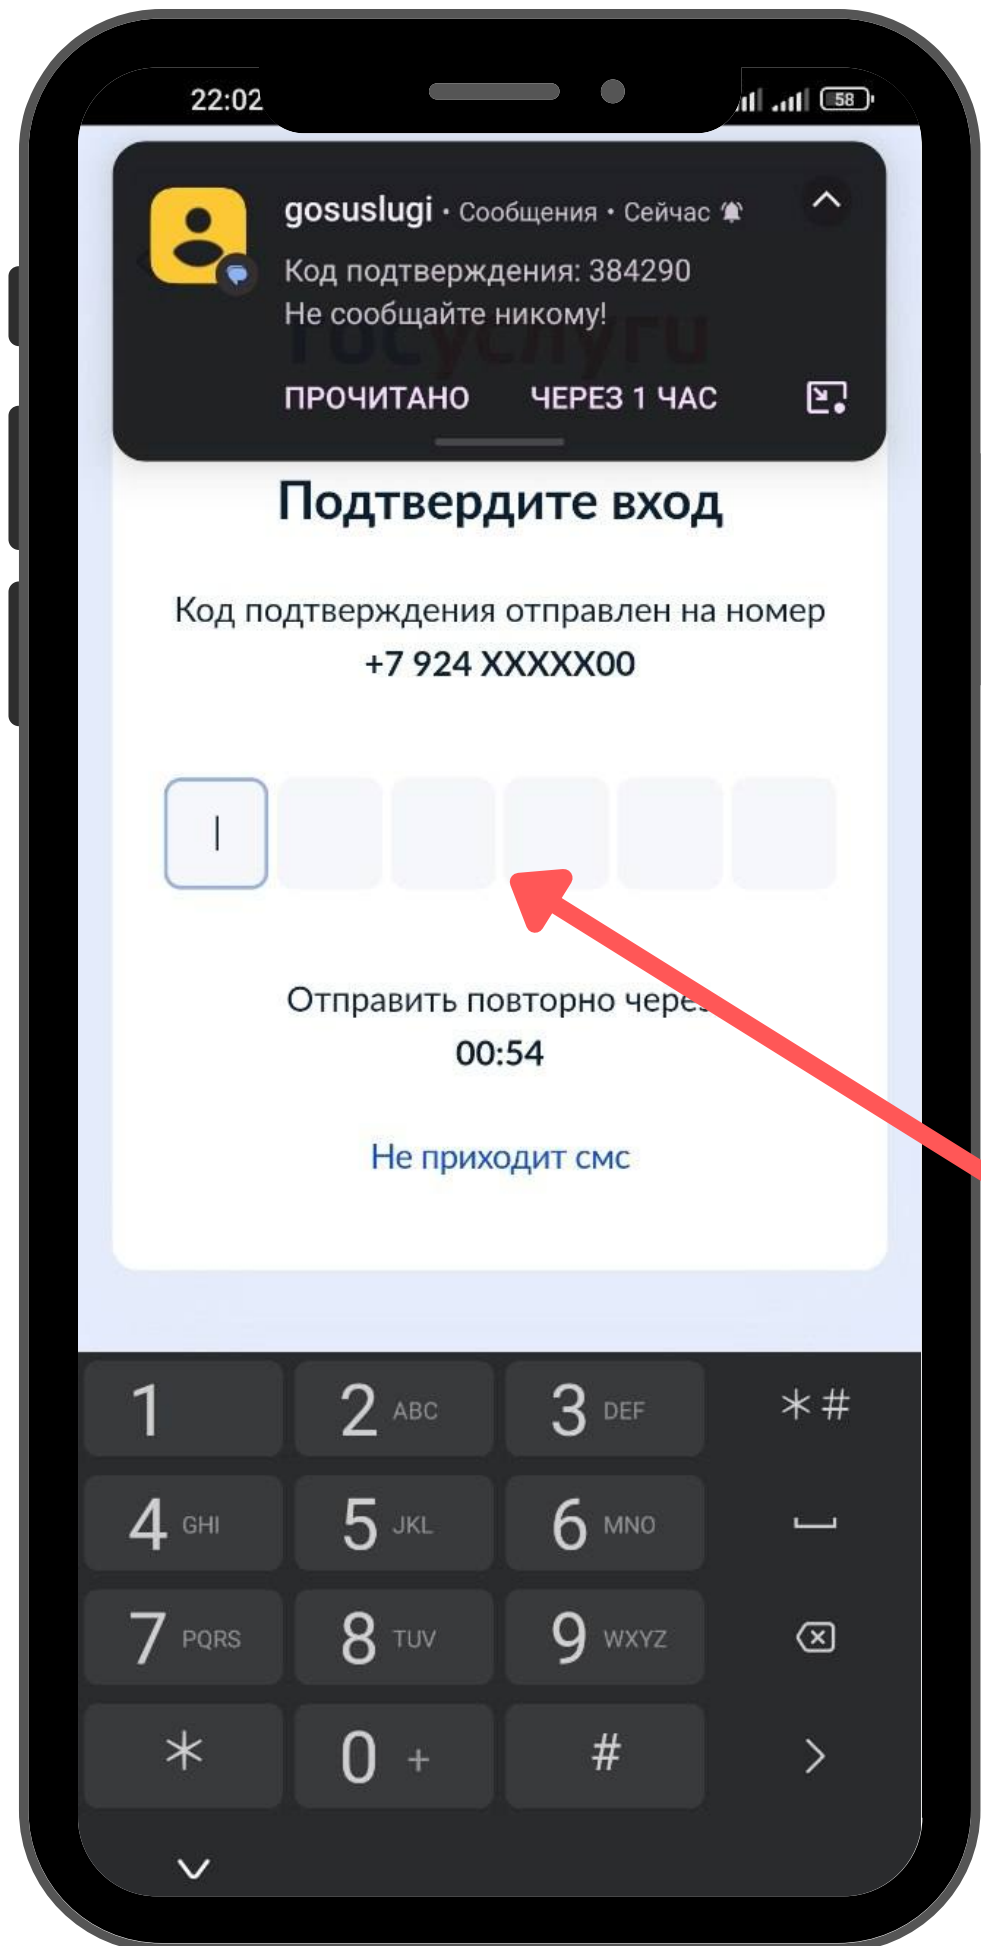 22:02
58
gosuslugi • Сообщения • Сейчас
Код подтверждения: 384290
Не сообщайте никому!
госуслуги
ПРОЧИТАНО ЧЕРЕЗ 1 ЧАС
Подтвердите вход
Код подтверждения отправлен на номер
+7 924 XXXXX00
Отправить повторно через
00:54
Не приходит смс
1 2 ABC 3 DEF * #
4 GHI 5 JKL 6 MNO
7 PQRS 8 TUV 9 WXYZ
* 0 + #